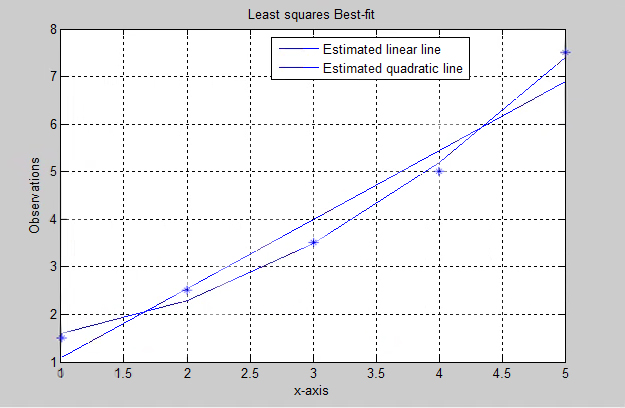 Least squares Best-fit
Estimated linear line
Estimated quadratic line
Observations
8
7
6
5
4
3
2
1
1 1.5 2 2.5 3 3.5 4 4.5 5
x-axis